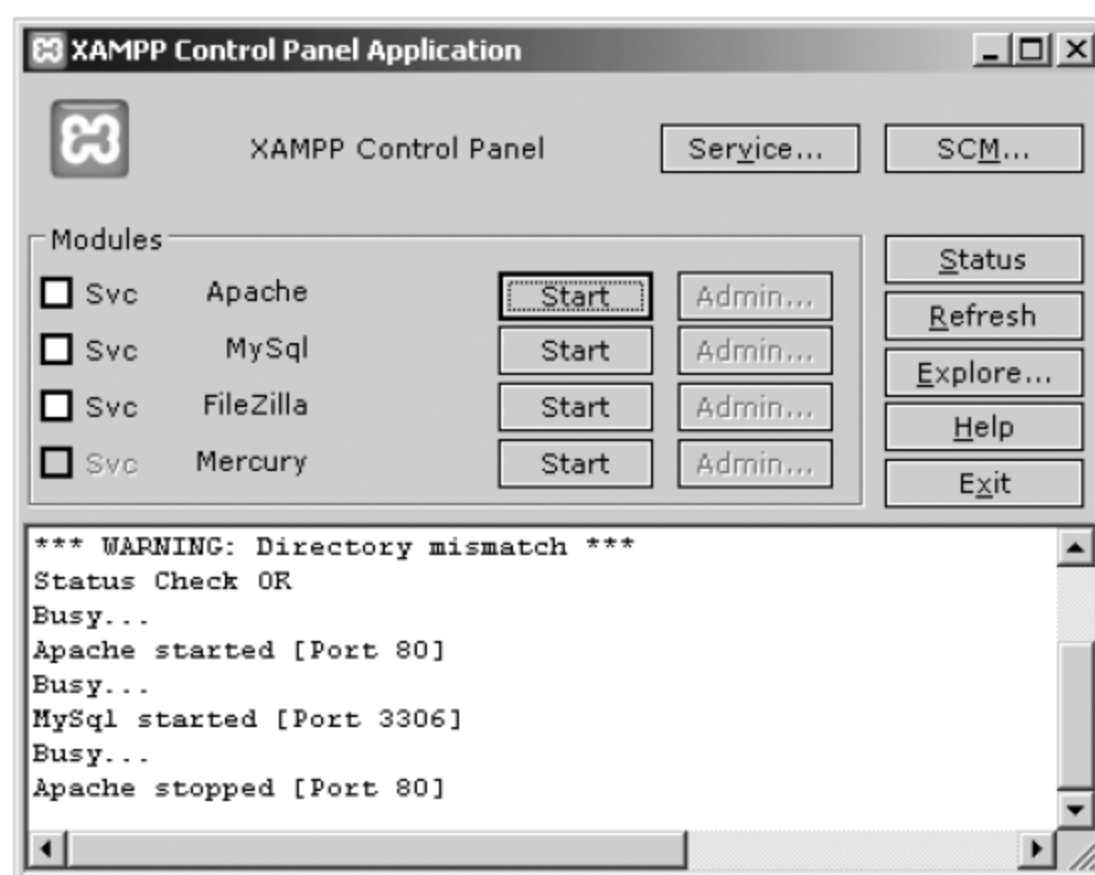 XAMPP Control Panel Application
XAMPP Control Panel Service... SCM...
Modules
Svc Apache Start Admin...
Svc MySql Start Admin...
Svc FileZilla Start Admin...
Svc Mercury Start Admin...
Status
Refresh
Explore...
Help
Exit
*** WARNING: Directory mismatch ***
Status Check OK
Busy...
Apache started [Port 80]
Busy...
MySql started [Port 3306]
Busy...
Apache stopped [Port 80]